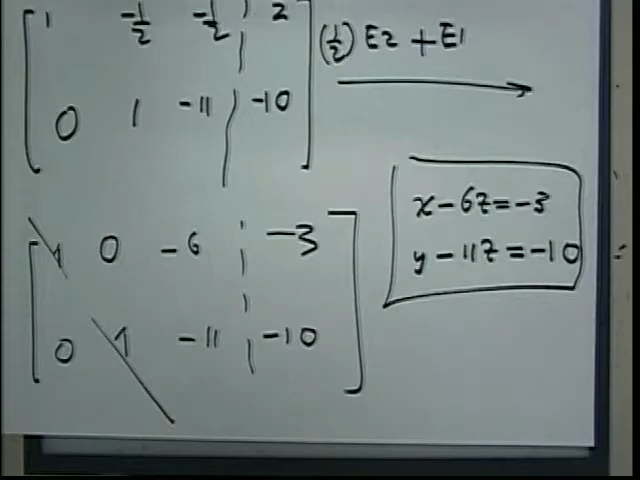 1 -1/2 -1/2 | 2
(1/2) E2 + E1
0 1 -11 | -10
x - 6z = -3
1 0 -6 | -3
y - 11z = -10
0 1 -11 | -10